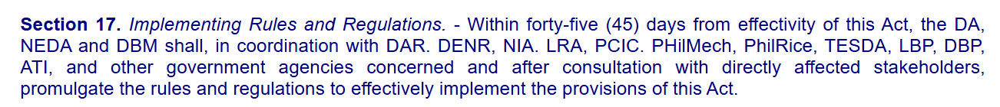 Section 17. Implementing Rules and Regulations. - Within forty-five (45) days from effectivity of this Act, the DA,
NEDA and DBM shall, in coordination with DAR. DENR, NIA. LRA, PCIC. PHilMech, PhilRice, TESDA, LBP, DBP,
ATI, and other government agencies concerned and after consultation with directly affected stakeholders,
promulgate the rules and regulations to effectively implement the provisions of this Act.